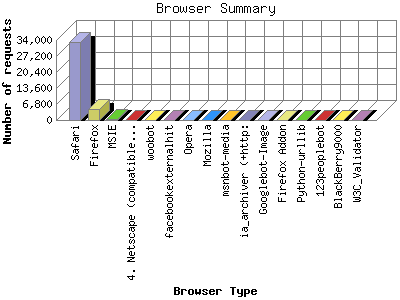 Browser Summary
Number of requests
34,000
27,200
20,400
13,600
6,800
0
Safari
Firefox
MSIE
4. Netscape (compatible...
woobot
facebookexternalhit
Opera
Mozilla
msnbot-media
ia_archiver (+http:
Googlebot-Image
Firefox Addon
Python-urllib
123peoplebot
BlackBerry9000
W3C_Validator
Browser Type